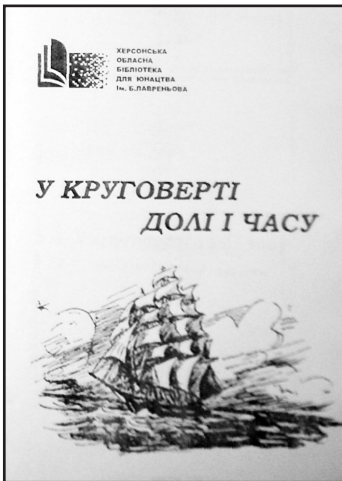 ХЕРСОНСЬКА
ОБЛАСНА
БІБЛІОТЕКА
ДЛЯ ЮНАЦТВА
ім. Б.ЛАВРЕНЬОВА
У КРУГОВЕРТІ
ДОЛІ І ЧАСУ